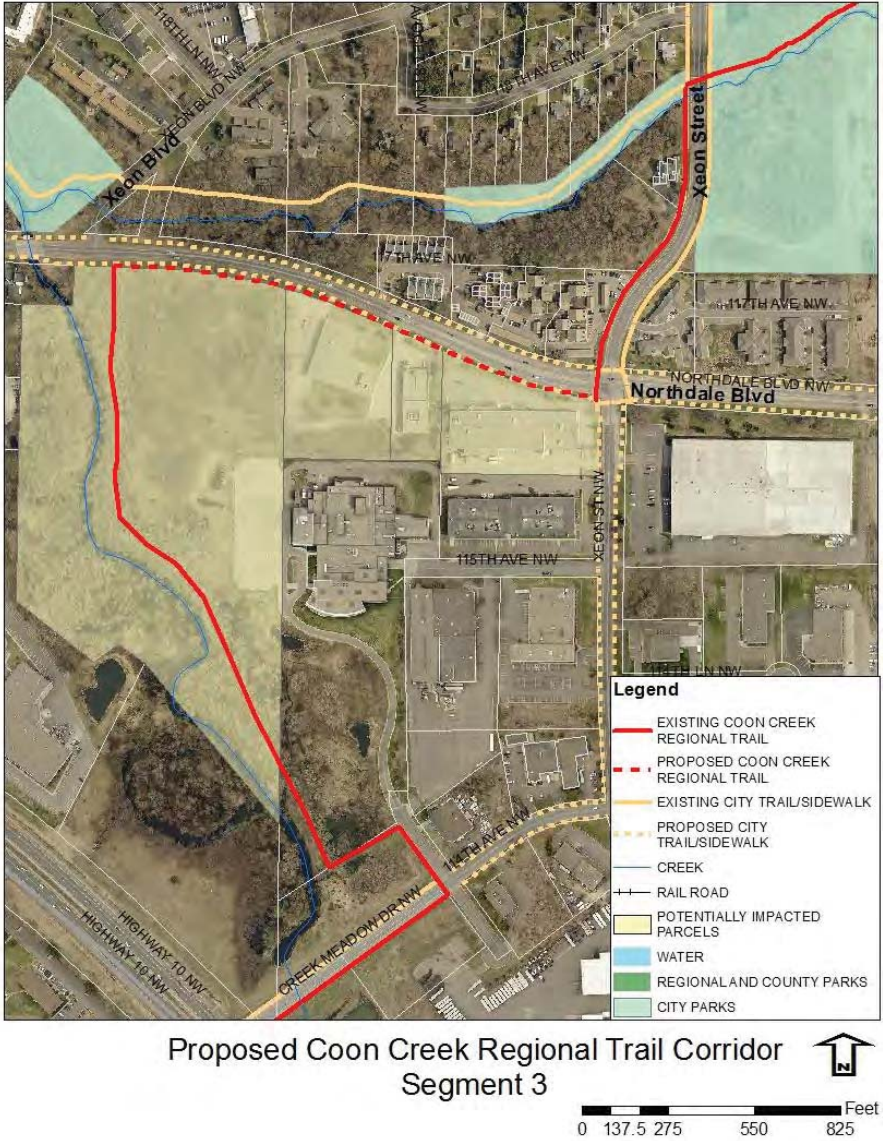 118TH LN NW
XEON BLVD NW
Xeon Blvd
118TH AVE NW
Xeon Street
117TH AVE NW
117TH AVE NW
NORTHDALE BLVD NW
Northdale Blvd
XEON ST NW
115TH AVE NW
114TH LN NW
114TH AVE NW
CREEK MEADOW DR NW
HIGHWAY 10 NW
HIGHWAY 10 NW
Legend
EXISTING COON CREEK
REGIONAL TRAIL
PROPOSED COON CREEK
REGIONAL TRAIL
EXISTING CITY TRAIL/SIDEWALK
PROPOSED CITY
TRAIL/SIDEWALK
CREEK
RAIL ROAD
POTENTIALLY IMPACTED
PARCELS
WATER
REGIONAL AND COUNTY PARKS
CITY PARKS
Proposed Coon Creek Regional Trail Corridor
Segment 3
N
Feet
0 137.5 275 550 825